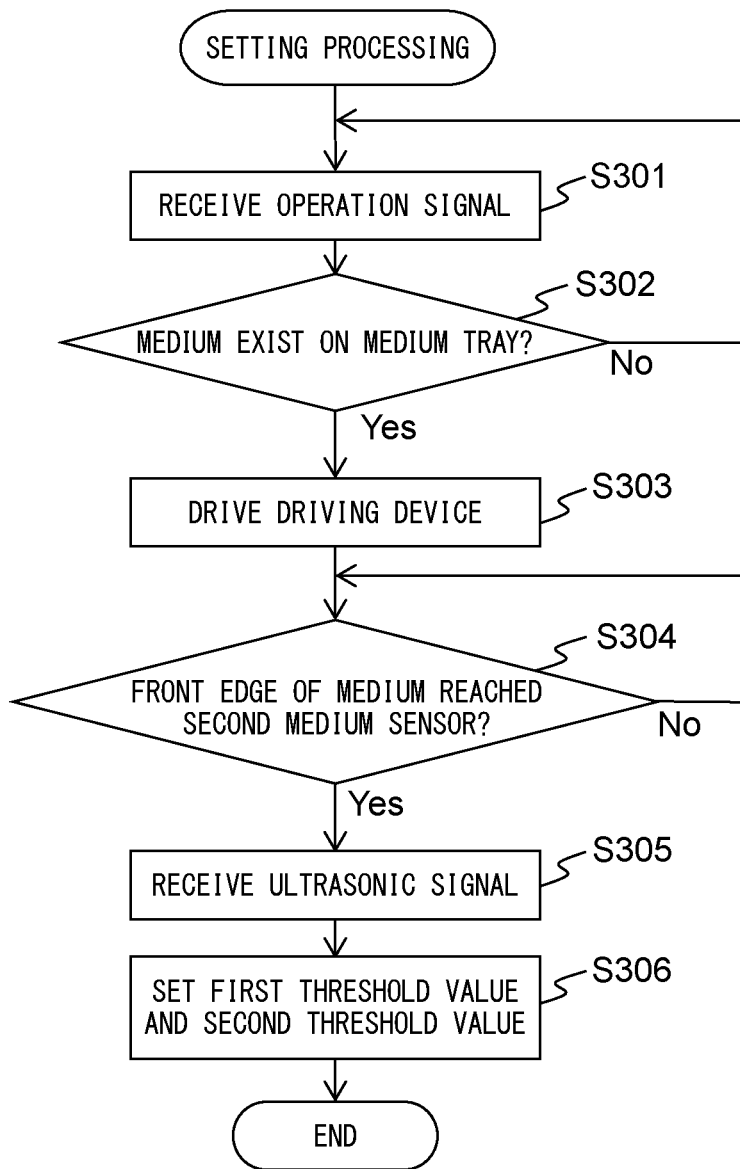 SETTING PROCESSING
S301
RECEIVE OPERATION SIGNAL
S302
MEDIUM EXIST ON MEDIUM TRAY?
No
Yes
S303
DRIVE DRIVING DEVICE
S304
FRONT EDGE OF MEDIUM REACHED
SECOND MEDIUM SENSOR?
No
Yes
S305
RECEIVE ULTRASONIC SIGNAL
S306
SET FIRST THRESHOLD VALUE
AND SECOND THRESHOLD VALUE
END